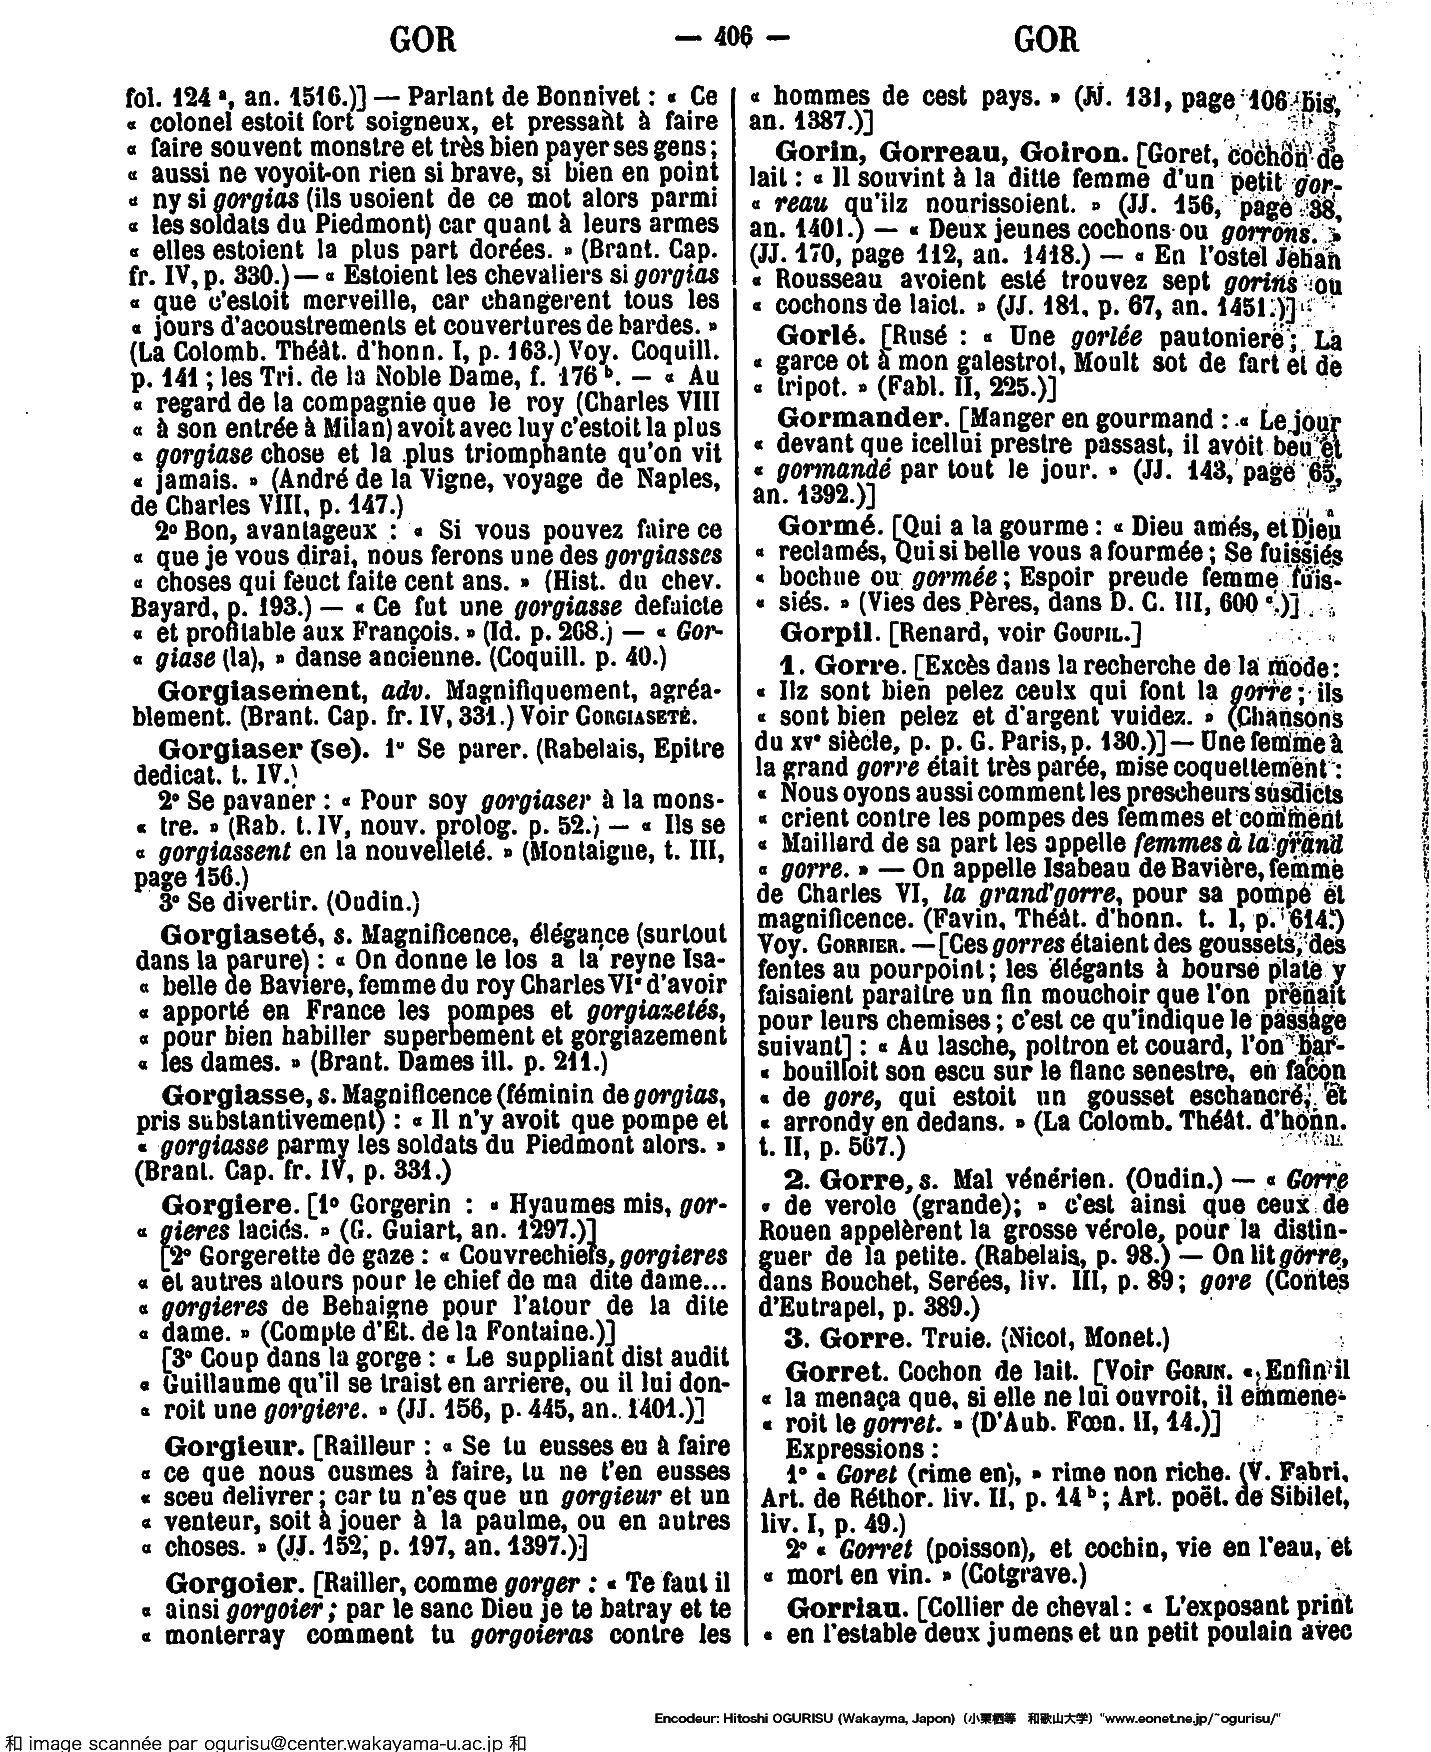 GOR — 406 — GOR
fol. 124 ª, an. 1516.)] — Parlant de Bonnivet : « Ce
« colonel estoit fort soigneux, et pressant à faire
« faire souvent monstre et très bien payer ses gens ;
« aussi ne voyoit-on rien si brave, si bien en point
« ny si gorgias (ils usoient de ce mot alors parmi
« les soldats du Piedmont) car quant à leurs armes
« elles estoient la plus part dorées. » (Brant. Cap.
fr. IV, p. 330.) — « Estoient les chevaliers si gorgias
« que c'estoit merveille, car changerent tous les
« jours d'acoustrements et couvertures de bardes. »
(La Colomb. Théât. d'honn. I, p. 163.) Voy. Coquill.
p. 141 ; les Tri. de la Noble Dame, f. 176 ᵇ. — « Au
« regard de la compagnie que le roy (Charles VIII
« à son entrée à Milan) avoit avec luy c'estoit la plus
« gorgiase chose et la plus triomphante qu'on vit
« jamais. » (André de la Vigne, voyage de Naples,
de Charles VIII, p. 147.)
2º Bon, avantageux : « Si vous pouvez faire ce
« que je vous dirai, nous ferons une des gorgiasses
« choses qui feuct faite cent ans. » (Hist. du chev.
Bayard, p. 193.) — « Ce fut une gorgiasse defaicte
« et profitable aux François. » (Id. p. 268.) — « Gor-
« giase (la), » danse ancienne. (Coquill. p. 40.)
Gorgiasement, adv. Magnifiquement, agréa-
blement. (Brant. Cap. fr. IV, 331.) Voir GORGIASETÉ.
Gorgiaser (se). 1º Se parer. (Rabelais, Epitre
dedicat. t. IV.)
2º Se pavaner : « Pour soy gorgiaser à la mons-
« tre. » (Rab. t. IV, nouv. prolog. p. 52.) — « Ils se
« gorgiassent en la nouvelleté. » (Montaigne, t. III,
page 156.)
3º Se divertir. (Oudin.)
Gorgiaseté, s. Magnificence, élégance (surtout
dans la parure) : « On donne le los a la reyne Isa-
« belle de Baviere, femme du roy Charles VIᵉ d'avoir
« apporté en France les pompes et gorgiazetés,
« pour bien habiller superbement et gorgiazement
« les dames. » (Brant. Dames ill. p. 211.)
Gorgiasse, s. Magnificence (féminin de gorgias,
pris substantivement) : « Il n'y avoit que pompe et
« gorgiasse parmy les soldats du Piedmont alors. »
(Brant. Cap. fr. IV, p. 331.)
Gorgiere. [1º Gorgerin : « Hyaumes mis, gor-
« gieres laciés. » (G. Guiart, an. 1297.)]
[2º Gorgerette de gaze : « Couvrechiefs, gorgieres
« et autres atours pour le chief de ma dite dame...
« gorgieres de Behaigne pour l'atour de la dite
« dame. » (Compte d'Et. de la Fontaine.)]
[3º Coup dans la gorge : « Le suppliant dist audit
« Guillaume qu'il se traist en arriere, ou il lui don-
« roit une gorgiere. » (JJ. 156, p. 445, an. 1401.)]
Gorgieur. [Railleur : « Se tu eusses eu à faire
« ce que nous eusmes à faire, tu ne t'en eusses
« sceu delivrer ; car tu n'es que un gorgieur et un
« venteur, soit à jouer à la paulme, ou en autres
« choses. » (JJ. 152, p. 197, an. 1397.)]
Gorgoier. [Railler, comme gorger : « Te faut il
« ainsi gorgoier ; par le sanc Dieu je te batray et te
« monterray comment tu gorgoieras contre les
« hommes de cest pays. » (JJ. 131, page 106 bis,
an. 1387.)]
Gorin, Gorreau, Goiron. [Goret, cochon de
lait : « Il souvint à la ditte femme d'un petit gor-
« reau qu'ilz nourissoient. » (JJ. 156, page 38,
an. 1401.) — « Deux jeunes cochons ou gorrons. »
(JJ. 170, page 112, an. 1418.) — « En l'ostel Jehan
« Rousseau avoient esté trouvez sept gorins ou
« cochons de laict. » (JJ. 181, p. 67, an. 1451.)]
Gorlé. [Rusé : « Une gorlée pautoniere ; La
« garce ot à mon galestrot, Moult sot de fart et de
« tripot. » (Fabl. II, 225.)]
Gormander. [Manger en gourmand : « Le jour
« devant que icellui prestre passast, il avoit beu et
« gormandé par tout le jour. » (JJ. 143, page 65,
an. 1392.)]
Gormé. [Qui a la gourme : « Dieu amés, et Dieu
« reclamés, Qui si belle vous a fourmée ; Se fuissiés
« bochue ou gormée ; Espoir preude femme fuis-
« siés. » (Vies des Pères, dans D. C. III, 600 ᶜ.)]
Gorpil. [Renard, voir GOUPIL.]
1. Gorre. [Excès dans la recherche de la mode :
« Ilz sont bien pelez ceulx qui font la gorre ; ils
« sont bien pelez et d'argent vuidez. » (Chansons
du XVᵉ siècle, p. p. G. Paris, p. 130.)] — Une femme à
la grand gorre était très parée, mise coquettement :
« Nous oyons aussi comment les prescheurs susdicts
« crient contre les pompes des femmes et comment
« Maillard de sa part les appelle femmes à la grand
« gorre. » — On appelle Isabeau de Bavière, femme
de Charles VI, la grand'gorre, pour sa pompe et
magnificence. (Favin, Théât. d'honn. t. I, p. 614.)
Voy. GORRIER. — [Ces gorres étaient des goussets, des
fentes au pourpoint ; les élégants à bourse plate y
faisaient paraitre un fin mouchoir que l'on prenait
pour leurs chemises ; c'est ce qu'indique le passage
suivant] : « Au lasche, poltron et couard, l'on bar-
« bouilloit son escu sur le flanc senestre, en façon
« de gore, qui estoit un gousset eschancré, et
« arrondy en dedans. » (La Colomb. Théât. d'honn.
t. II, p. 567.)
2. Gorre, s. Mal vénérien. (Oudin.) — « Gorre
« de verole (grande) ; » c'est ainsi que ceux de
Rouen appelèrent la grosse vérole, pour la distin-
guer de la petite. (Rabelais, p. 98.) — On lit görre,
dans Bouchet, Serées, liv. III, p. 89 ; gore (Contes
d'Eutrapel, p. 389.)
3. Gorre. Truie. (Nicot, Monet.)
Gorret. Cochon de lait. [Voir GORIN. « Enfin il
« la menaça que, si elle ne lui ouvroit, il emmene-
« roit le gorret. » (D'Aub. Fœn. II, 14.)]
Expressions :
1º « Goret (rime en), » rime non riche. (V. Fabri,
Art. de Réthor. liv. II, p. 14 ᵇ ; Art. poët. de Sibilet,
liv. I, p. 49.)
2º « Gorret (poisson), et cochin, vie en l'eau, et
« mort en vin. » (Cotgrave.)
Gorriau. [Collier de cheval : « L'exposant print
« en l'estable deux jumens et un petit poulain avec
Encodeur: Hitoshi OGURISU (Wakayma, Japon) (小栗栖等 和歌山大学) "www.eonet.ne.jp/~ogurisu/"
和 image scannée par ogurisu@center.wakayama-u.ac.jp 和